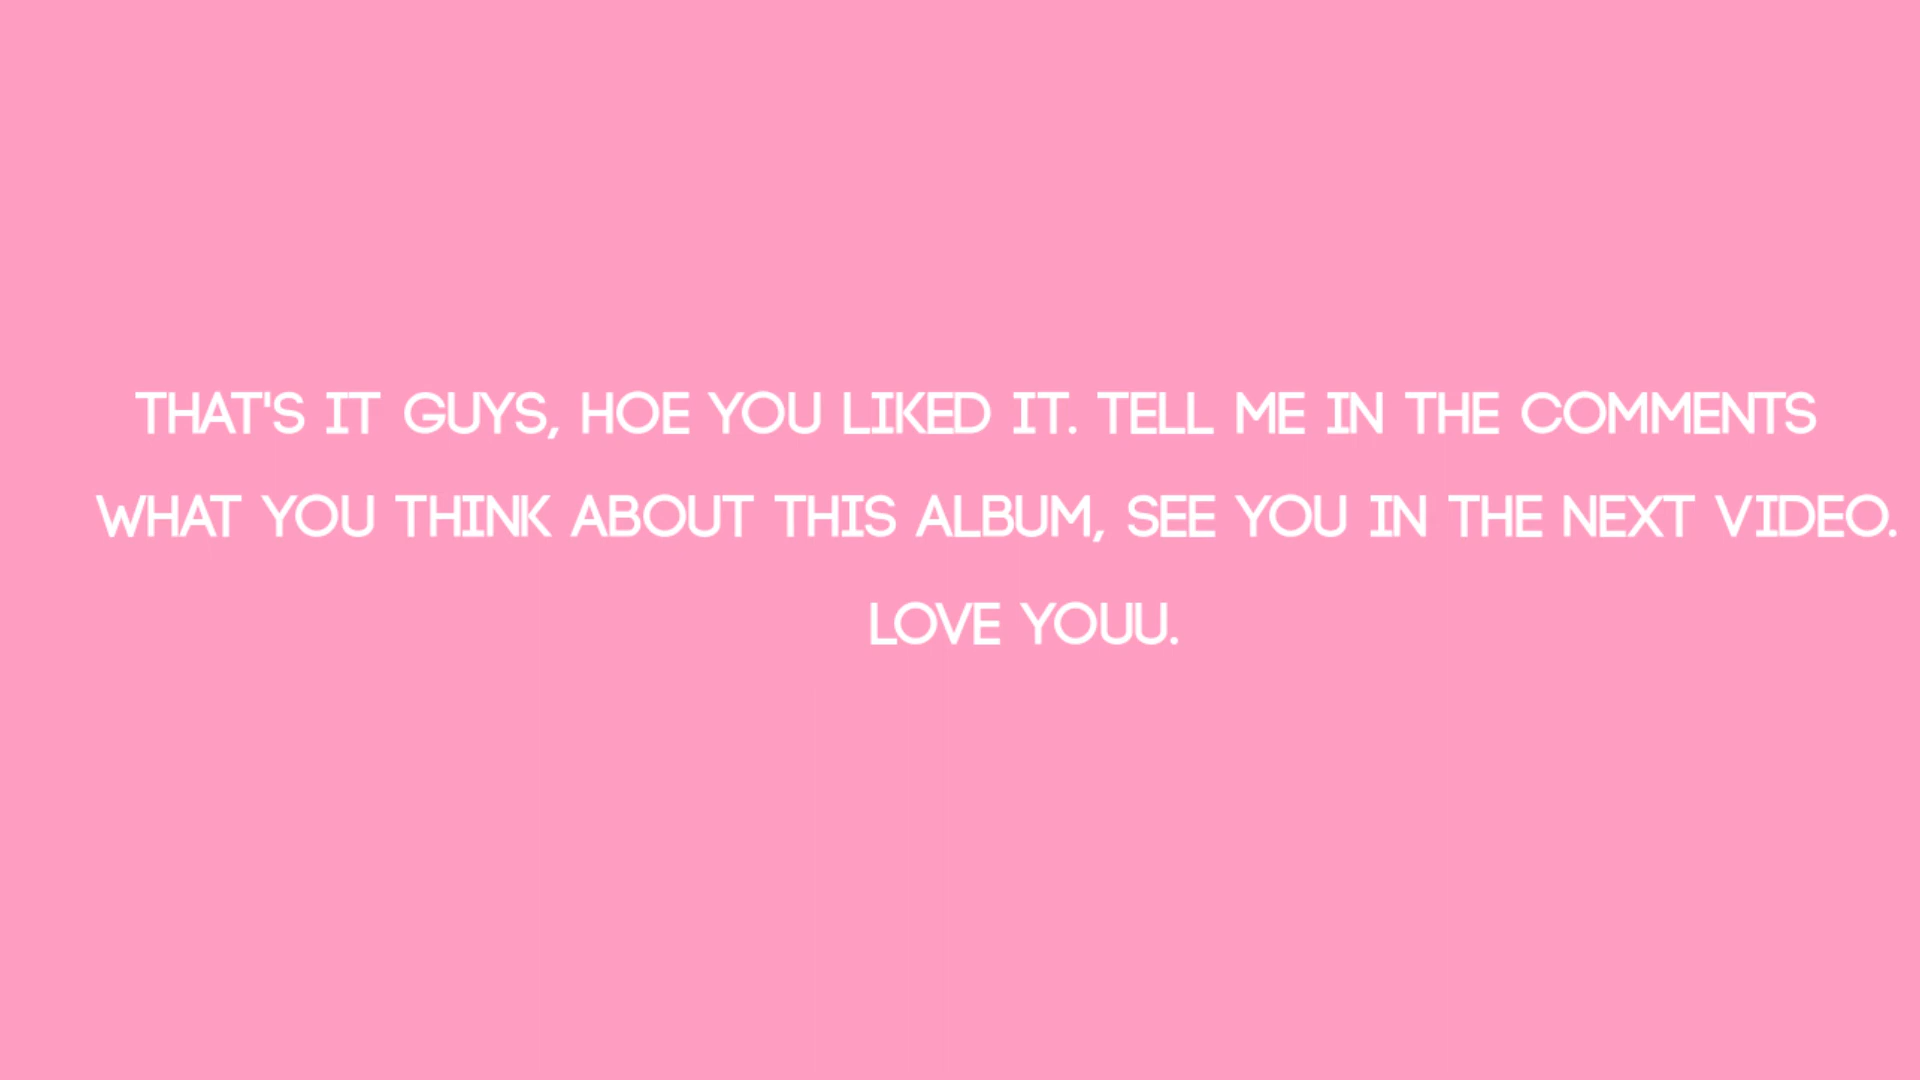 THAT'S IT GUYS, HOE YOU LIKED IT. TELL ME IN THE COMMENTS
WHAT YOU THINK ABOUT THIS ALBUM, SEE YOU IN THE NEXT VIDEO.
LOVE YOUU.